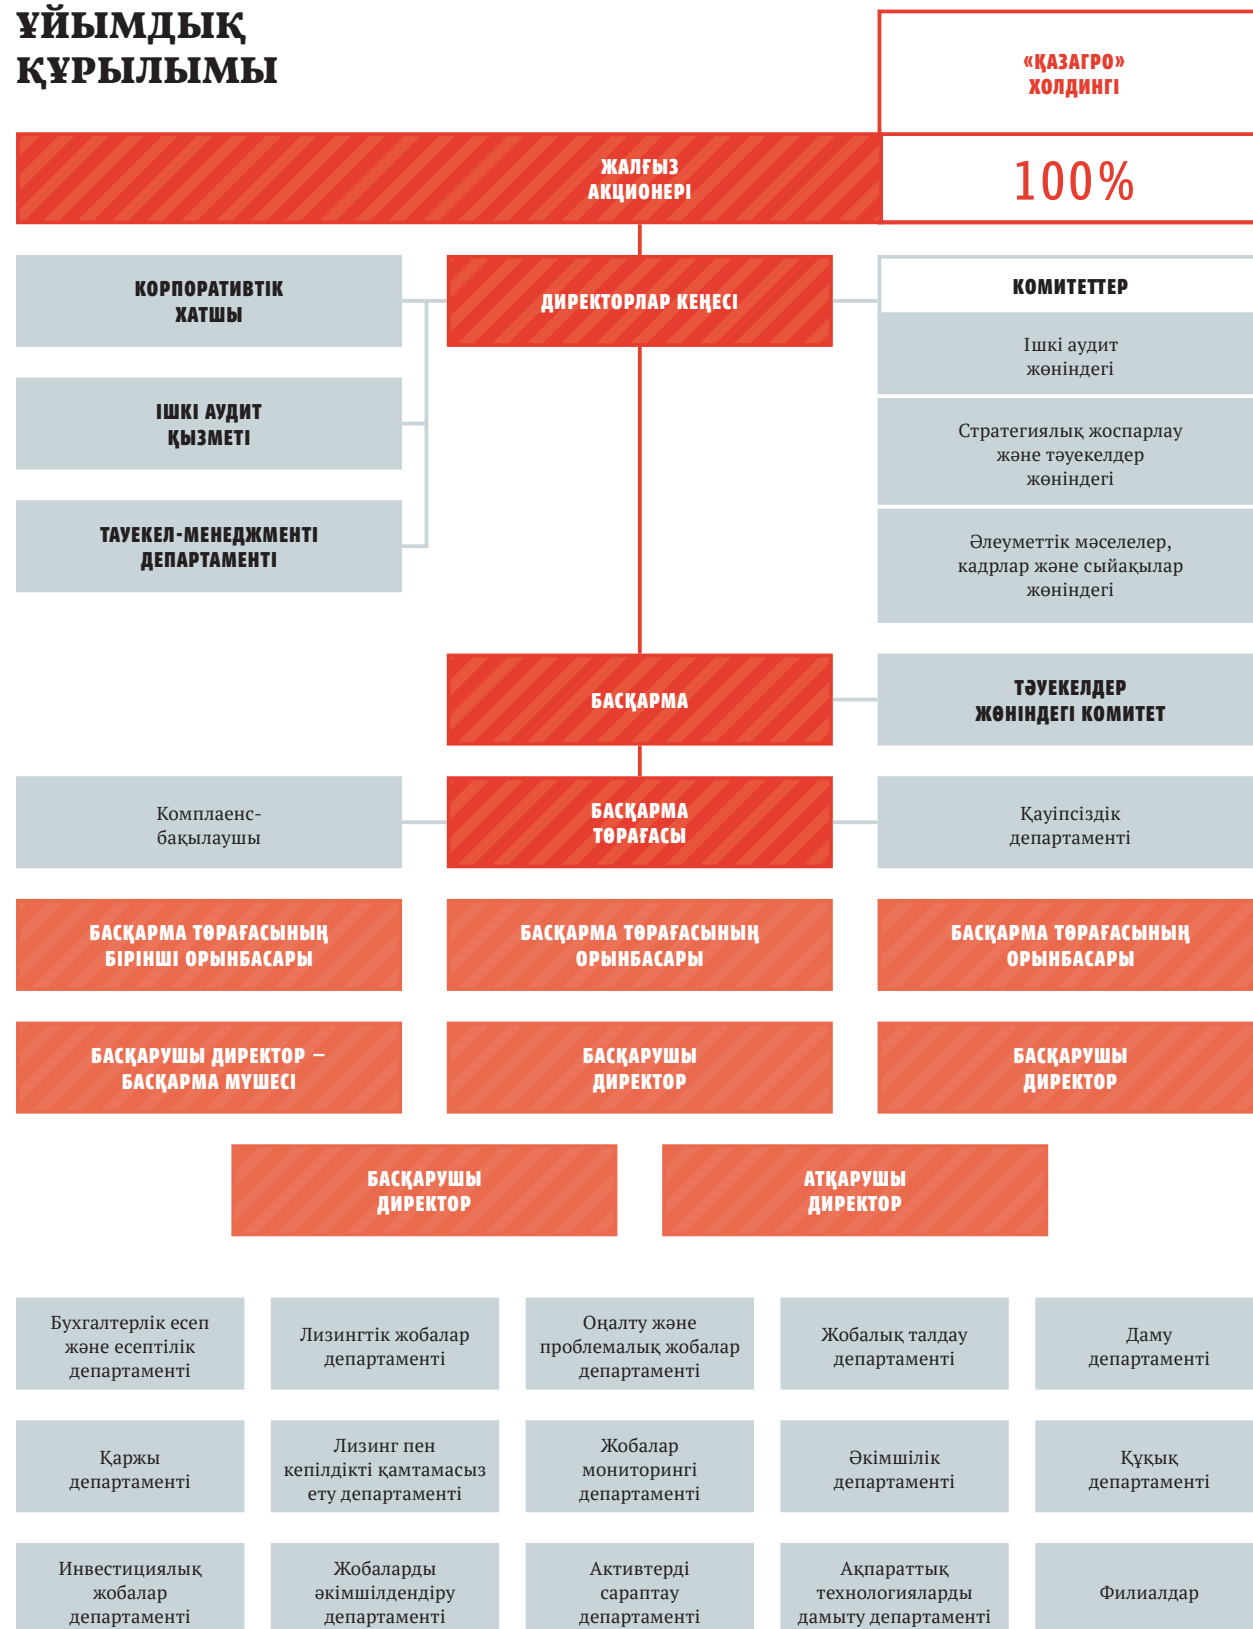 ҰЙЫМДЫҚ
ҚҰРЫЛЫМЫ
«ҚАЗАГРО»
ХОЛДИНГІ
ЖАЛҒЫЗ
АКЦИОНЕРІ
100%
КОРПОРАТИВТІК
ХАТШЫ
ДИРЕКТОРЛАР КЕҢЕСІ
КОМИТЕТТЕР
Ішкі аудит
жөніндегі
ІШКІ АУДИТ
ҚЫЗМЕТІ
Стратегиялық жоспарлау
және тәуекелдер
жөніндегі
ТАУЕКЕЛ-МЕНЕДЖМЕНТІ
ДЕПАРТАМЕНТІ
Әлеуметтік мәселелер,
кадрлар және сыйақылар
жөніндегі
БАСҚАРМА
ТӘУЕКЕЛДЕР
ЖӨНІНДЕГІ КОМИТЕТ
Комплаенс-
бақылаушы
БАСҚАРМА
ТӨРАҒАСЫ
Қауіпсіздік
департаменті
БАСҚАРМА ТӨРАҒАСЫНЫҢ
БІРІНШІ ОРЫНБАСАРЫ
БАСҚАРМА ТӨРАҒАСЫНЫҢ
ОРЫНБАСАРЫ
БАСҚАРМА ТӨРАҒАСЫНЫҢ
ОРЫНБАСАРЫ
БАСҚАРУШЫ ДИРЕКТОР –
БАСҚАРМА МҮШЕСІ
БАСҚАРУШЫ
ДИРЕКТОР
БАСҚАРУШЫ
ДИРЕКТОР
БАСҚАРУШЫ
ДИРЕКТОР
АТҚАРУШЫ
ДИРЕКТОР
Бухгалтерлік есеп
және есептілік
департаменті
Лизингтік жобалар
департаменті
Оңалту және
проблемалық жобалар
департаменті
Жобалық талдау
департаменті
Даму
департаменті
Қаржы
департаменті
Лизинг пен
кепілдікті қамтамасыз
ету департаменті
Жобалар
мониторингі
департаменті
Әкімшілік
департаменті
Құқық
департаменті
Инвестициялық
жобалар
департаменті
Жобаларды
әкімшілдендіру
департаменті
Активтерді
сараптау
департаменті
Ақпараттық
технологияларды
дамыту департаменті
Филиалдар